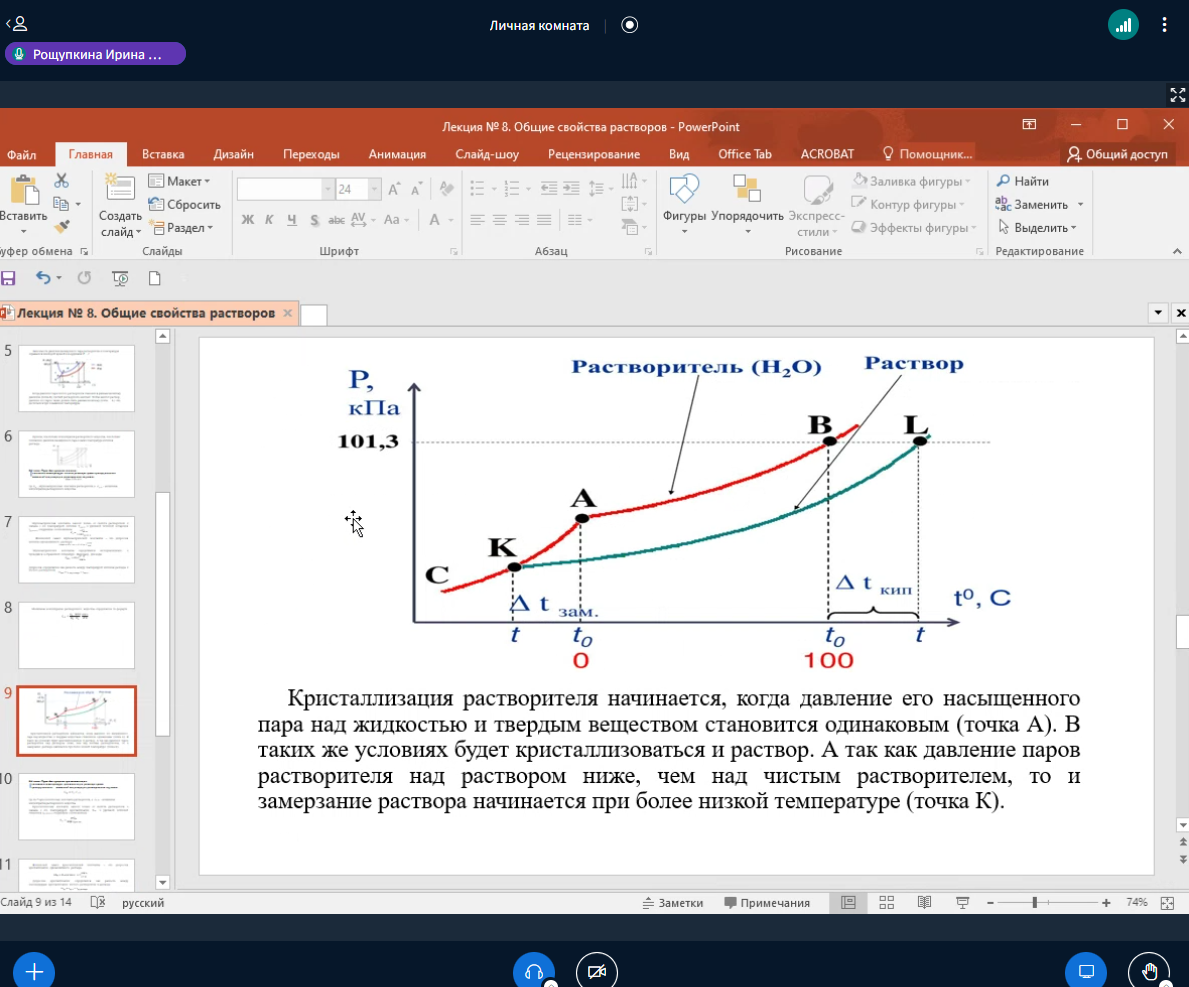 Личная комната
Рощупкина Ирина ...
Лекция № 8. Общие свойства растворов - PowerPoint
Файл Главная Вставка Дизайн Переходы Анимация Слайд-шоу Рецензирование Вид Office Tab ACROBAT Помощник... Общий доступ
Вставить
Создать слайд
Макет
Сбросить
Раздел
24
Ж К Ч S abc AV Aa А
Фигуры Упорядочить Экспресс-стили
Заливка фигуры
Контур фигуры
Эффекты фигуры
Найти
Заменить
Выделить
уфер обмена Слайды Шрифт Абзац Рисование Редактирование
Лекция № 8. Общие свойства растворов
5
6
7
8
9
10
11
Растворитель (H₂O) Раствор
P,
кПа
101,3
B L
A
K
C
Δ t кип
t⁰, C
Δ t зам.
t t₀ t₀ t
0 100
Кристаллизация растворителя начинается, когда давление его насыщенного
пара над жидкостью и твердым веществом становится одинаковым (точка А). В
таких же условиях будет кристаллизоваться и раствор. А так как давление паров
растворителя над раствором ниже, чем над чистым растворителем, то и
замерзание раствора начинается при более низкой температуре (точка К).
Слайд 9 из 14 русский Заметки Примечания 74%